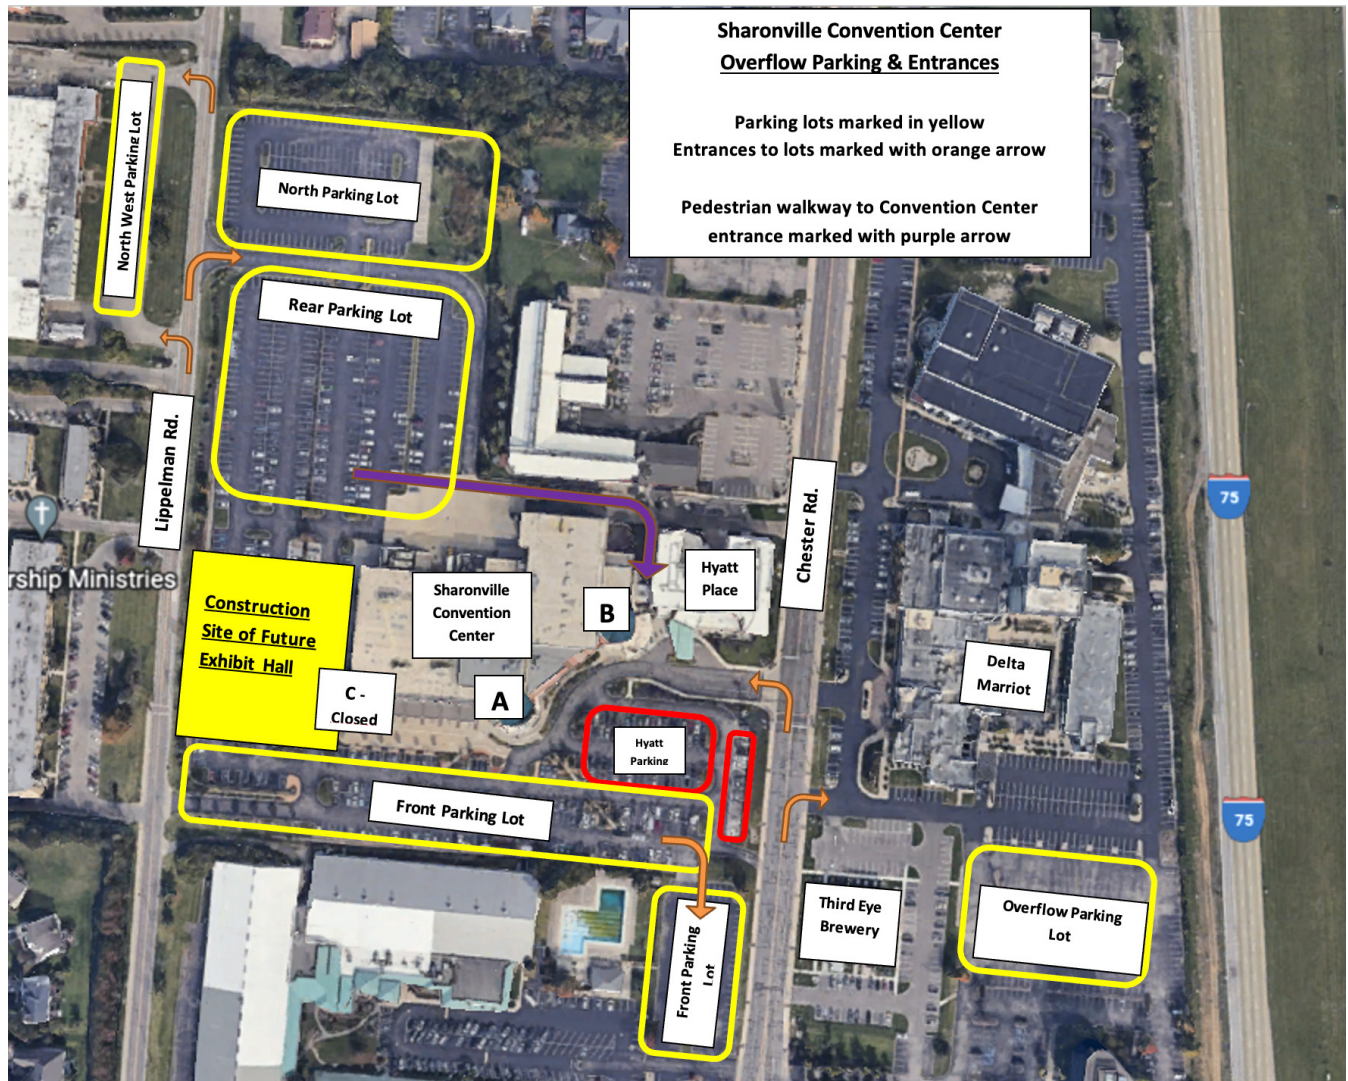 Sharonville Convention Center
Overflow Parking & Entrances
Parking lots marked in yellow
Entrances to lots marked with orange arrow
Pedestrian walkway to Convention Center
entrance marked with purple arrow
North West Parking Lot
North Parking Lot
Rear Parking Lot
Lippelman Rd.
Chester Rd.
75
rship Ministries
Construction
Site of Future
Exhibit Hall
Sharonville
Convention
Center
B
Hyatt
Place
C -
Closed
A
Delta
Marriot
Hyatt
Parking
Front Parking Lot
75
Third Eye
Brewery
Overflow Parking
Lot
Front Parking
Lot